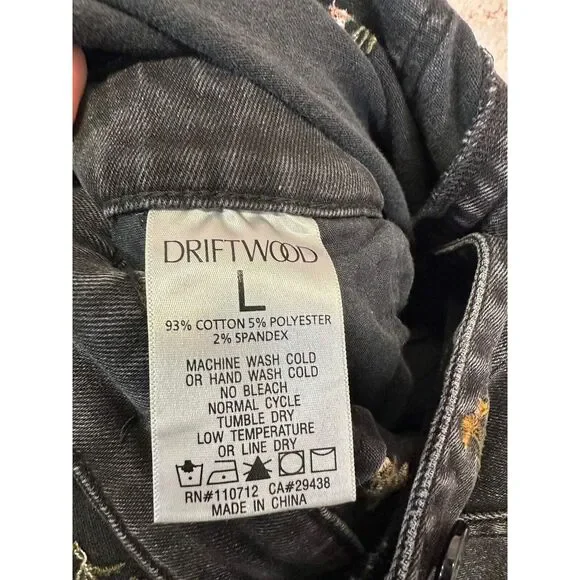 DRIFTWOOD
L
93% COTTON 5% POLYESTER
2% SPANDEX
MACHINE WASH COLD
OR HAND WASH COLD
NO BLEACH
NORMAL CYCLE
TUMBLE DRY
LOW TEMPERATURE
OR LINE DRY
RN#110712 CA#29438
MADE IN CHINA